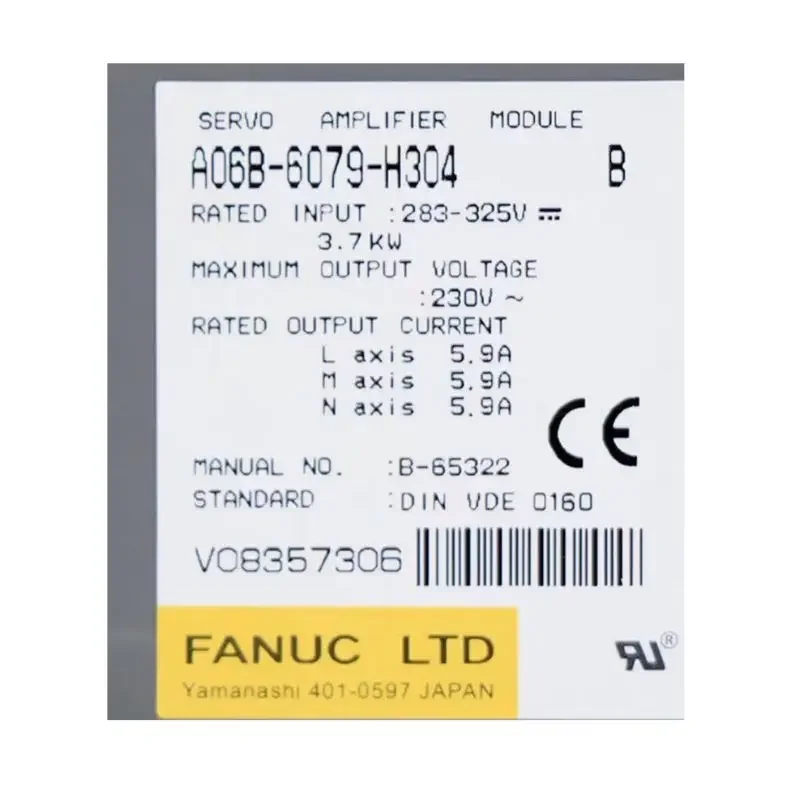 SERVO AMPLIFIER MODULE
A06B-6079-H304 B
RATED INPUT :283-325V ⎓
3.7kW
MAXIMUM OUTPUT VOLTAGE
:230V ~
RATED OUTPUT CURRENT
L axis 5.9A
M axis 5.9A
N axis 5.9A
CE
MANUAL NO. :B-65322
STANDARD :DIN VDE 0160
V08357306
FANUC LTD
Yamanashi 401-0597 JAPAN
RU®